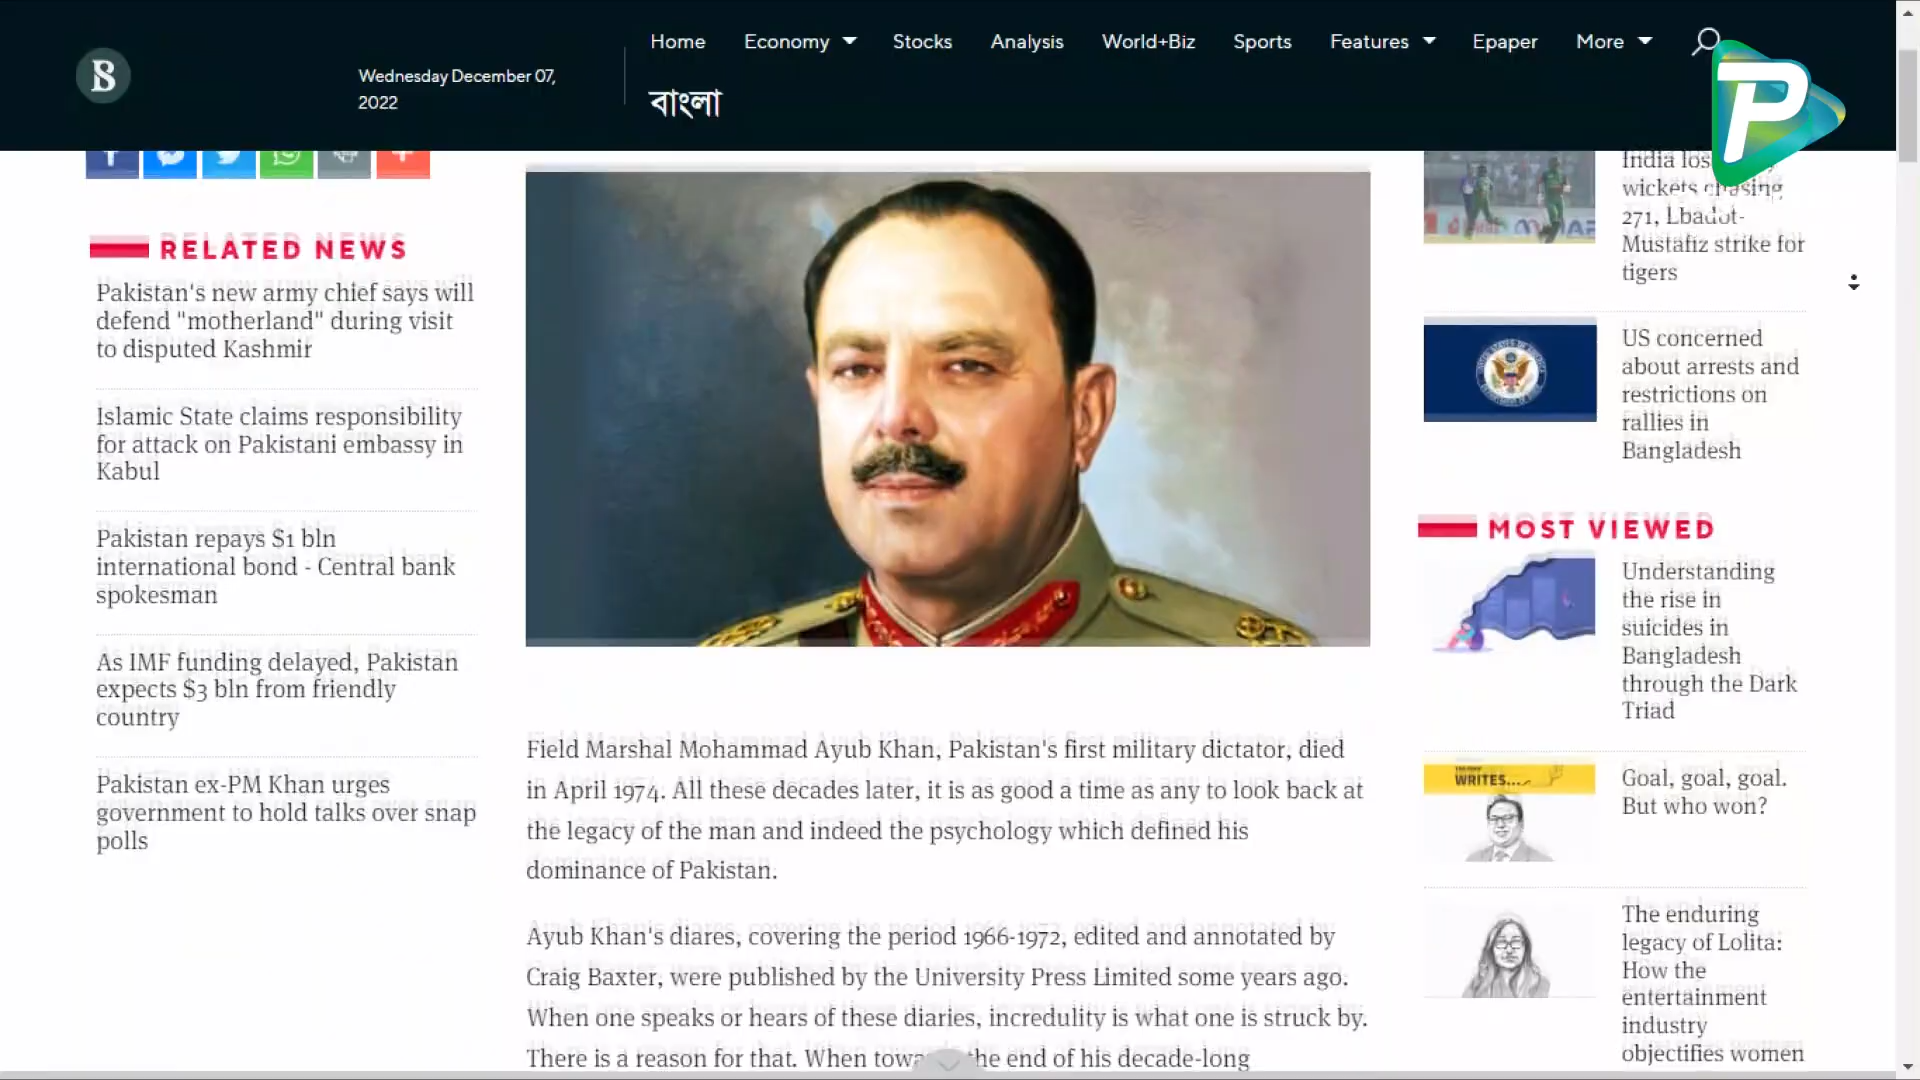 B
Wednesday December 07,
2022
Home
Economy
Stocks
Analysis
World+Biz
Sports
Features
Epaper
More
বাংলা
P
RELATED NEWS
Pakistan's new army chief says will
defend "motherland" during visit
to disputed Kashmir
Islamic State claims responsibility
for attack on Pakistani embassy in
Kabul
Pakistan repays $1 bln
international bond - Central bank
spokesman
As IMF funding delayed, Pakistan
expects $3 bln from friendly
country
Pakistan ex-PM Khan urges
government to hold talks over snap
polls
Field Marshal Mohammad Ayub Khan, Pakistan's first military dictator, died
in April 1974. All these decades later, it is as good a time as any to look back at
the legacy of the man and indeed the psychology which defined his
dominance of Pakistan.
Ayub Khan's diares, covering the period 1966-1972, edited and annotated by
Craig Baxter, were published by the University Press Limited some years ago.
When one speaks or hears of these diaries, incredulity is what one is struck by.
There is a reason for that. When the end of his decade-long
India
wickets chasing
271, Ebadot-
Mustafiz strike for
tigers
US concerned
about arrests and
restrictions on
rallies in
Bangladesh
MOST VIEWED
Understanding
the rise in
suicides in
Bangladesh
through the Dark
Triad
WRITES...
Goal, goal, goal.
But who won?
The enduring
legacy of Lolita:
How the
entertainment
industry
objectifies women